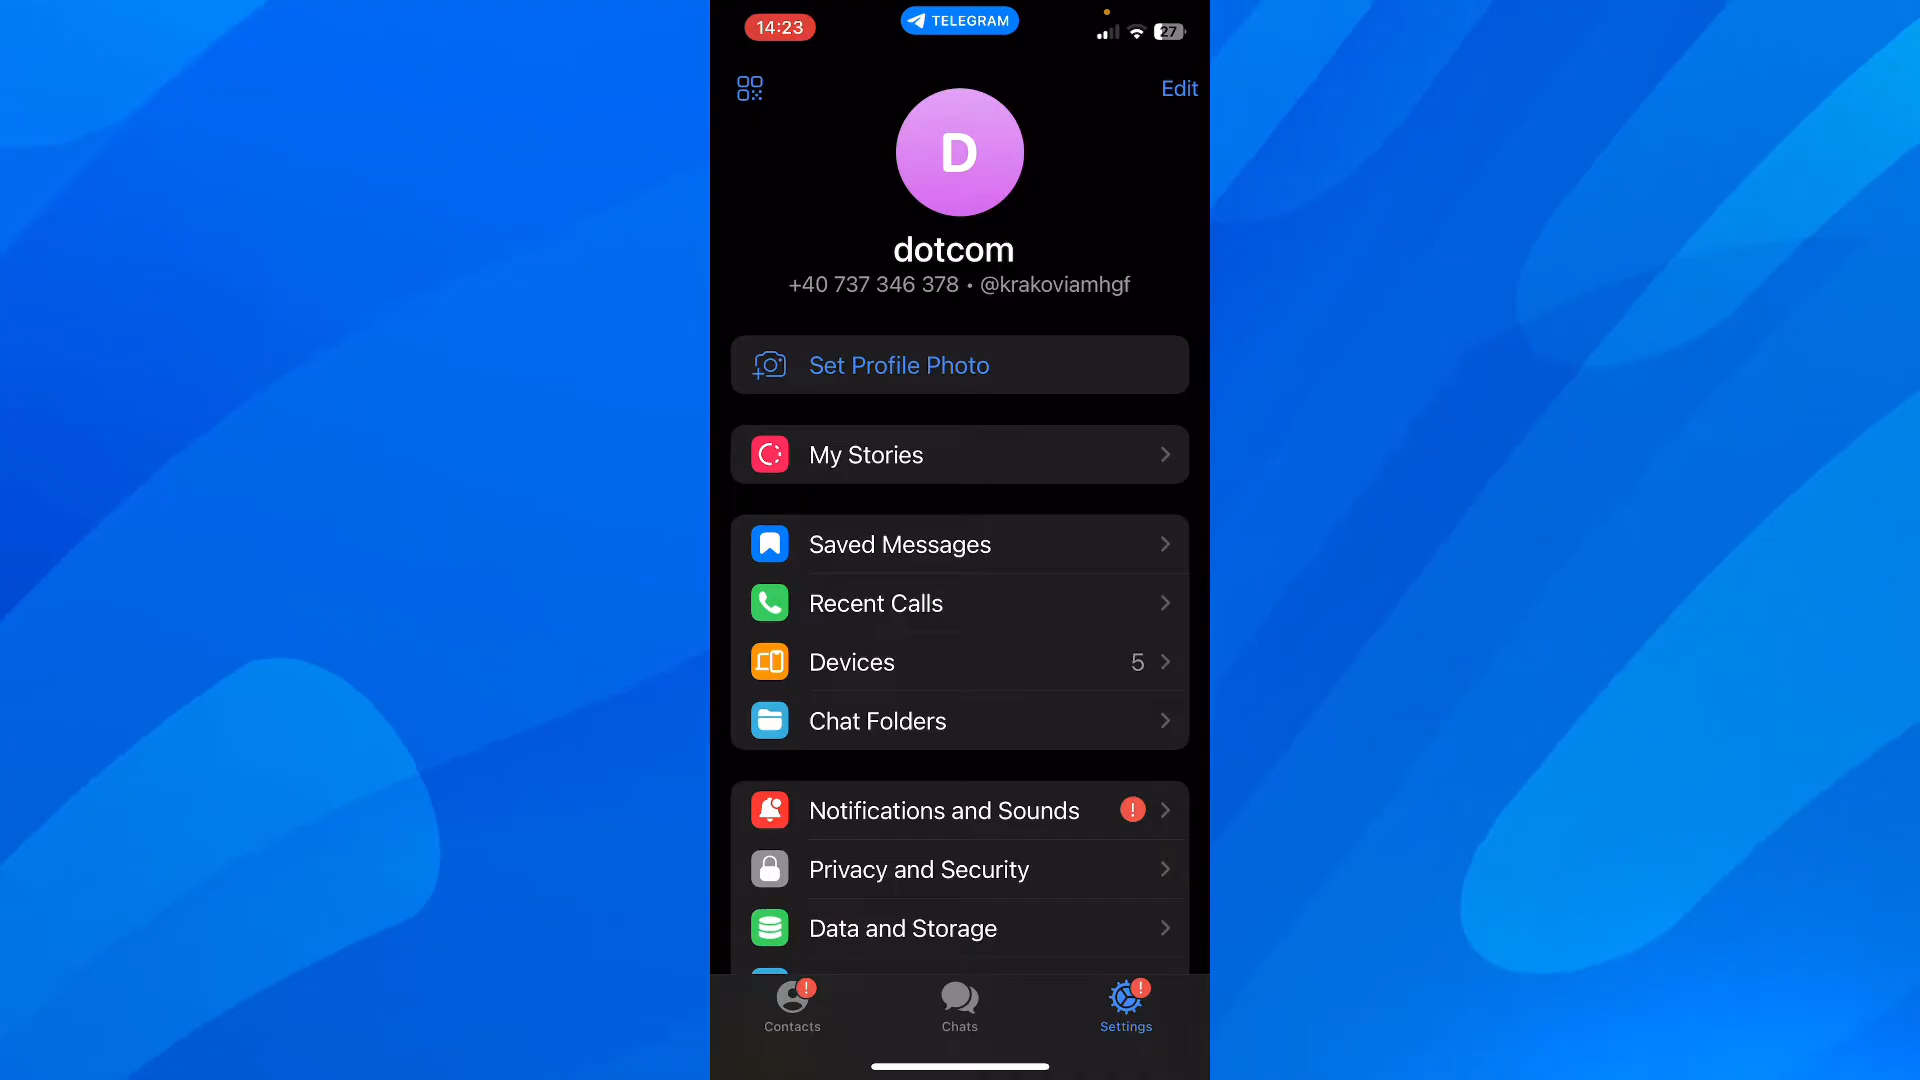 14:23
TELEGRAM
27
Edit
D
dotcom
+40 737 346 378 • @krakoviamhgf
Set Profile Photo
My Stories
Saved Messages
Recent Calls
Devices 5
Chat Folders
Notifications and Sounds !
Privacy and Security
Data and Storage
! !
Contacts Chats Settings